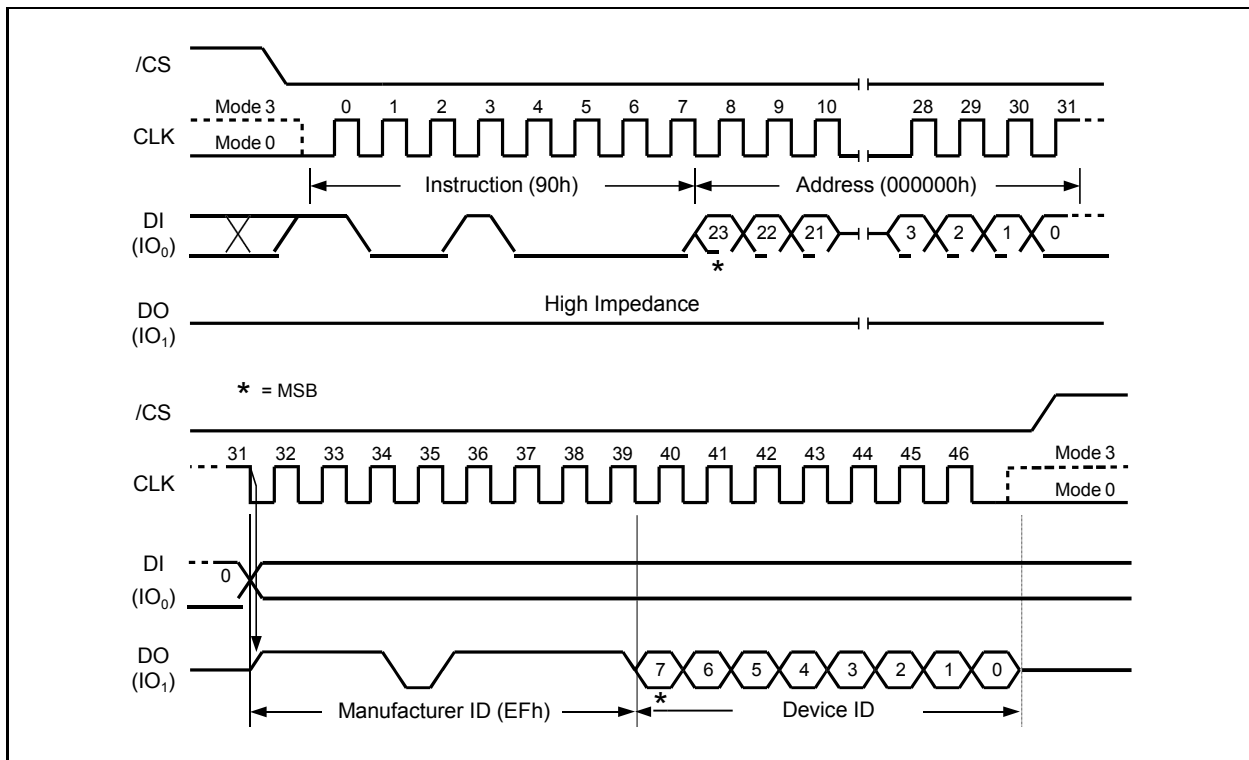 /CS
Mode 3 0 1 2 3 4 5 6 7 8 9 10 28 29 30 31
CLK
Mode 0
Instruction (90h) Address (000000h)
DI
(IO0) 23 22 21 3 2 1 0
*
High Impedance
DO
(IO1)
* = MSB
/CS
31 32 33 34 35 36 37 38 39 40 41 42 43 44 45 46 Mode 3
CLK
Mode 0
DI
0
(IO0)
DO
(IO1) 7 6 5 4 3 2 1 0
*
Manufacturer ID (EFh) Device ID